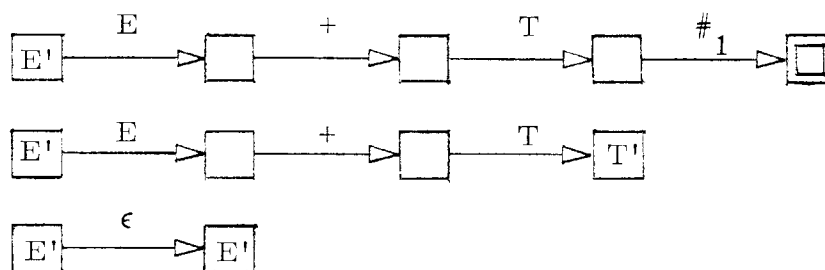 E + T #1
E'
E + T
E' T'
ϵ
E' E'